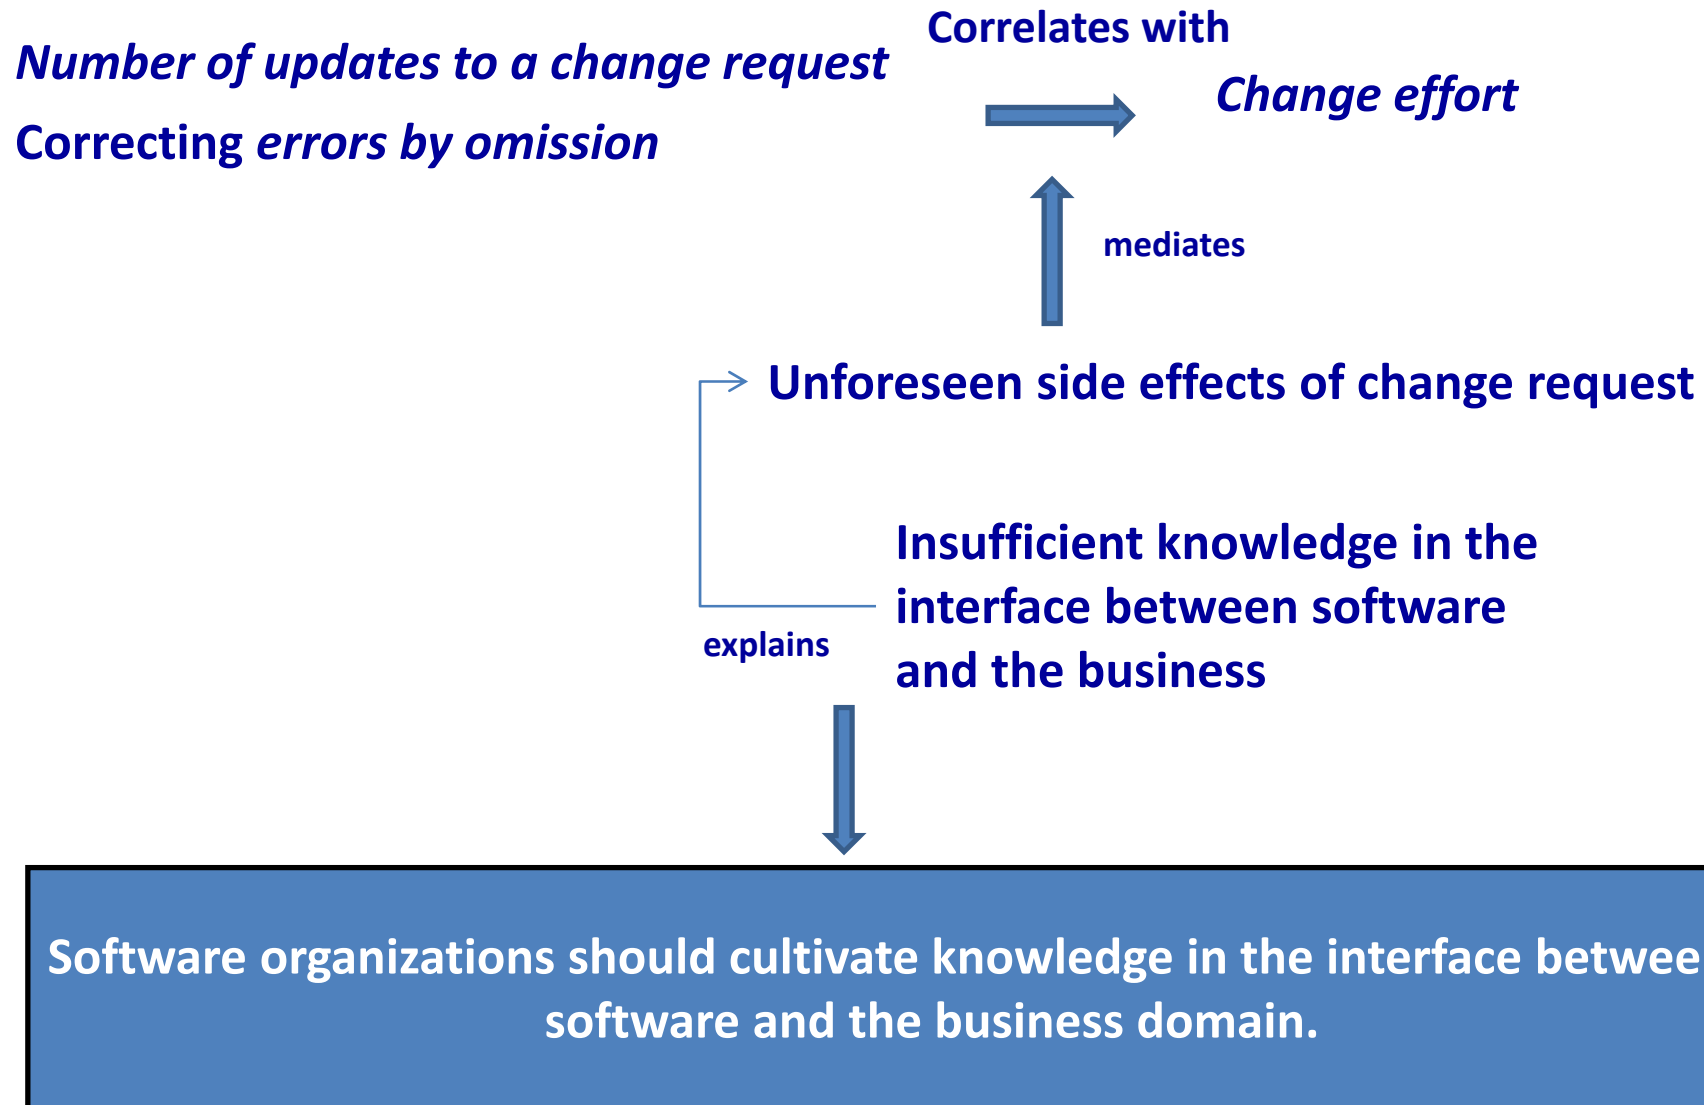 Correlates with
Number of updates to a change request
Change effort
Correcting errors by omission
mediates
Unforeseen side effects of change request
Insufficient knowledge in the
interface between software
and the business
explains
Software organizations should cultivate knowledge in the interface betwee
software and the business domain.